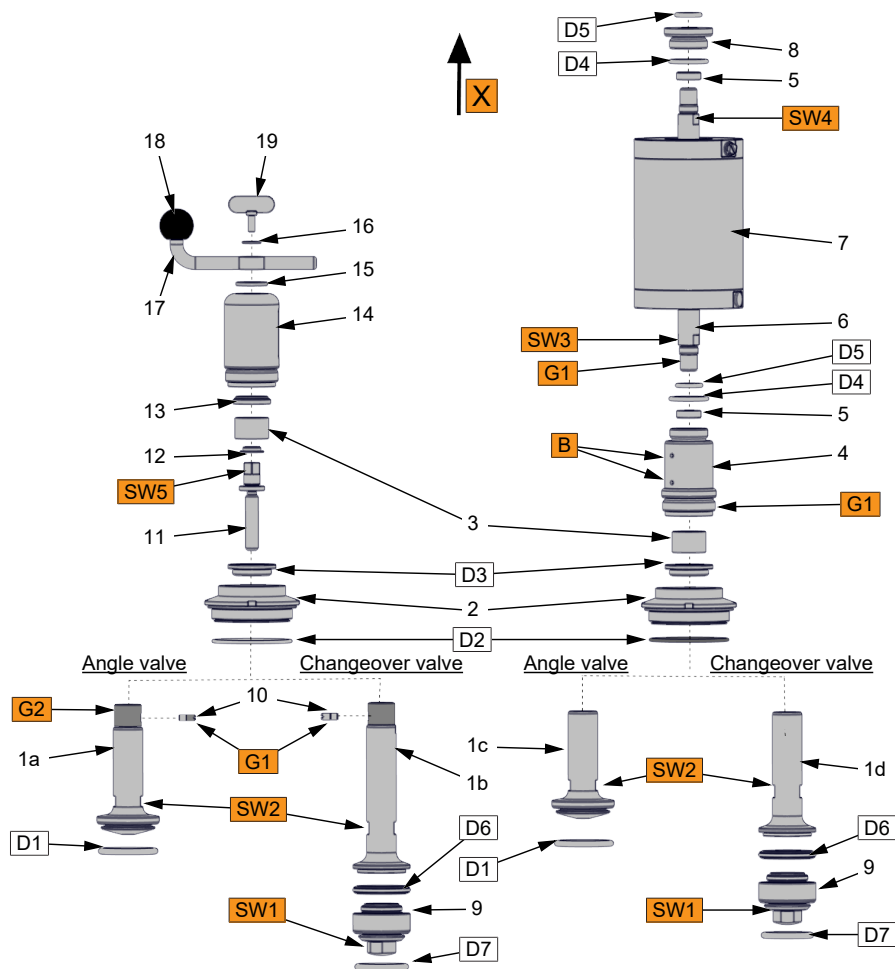 D5
8
D4
5
X
SW4
18
19
16
7
15
17
14
6
SW3
D5
G1
D4
13
5
B
4
12
SW5
3
G1
11
D3
2
D2
Angle valve
Changeover valve
Angle valve
Changeover valve
G2
10
1a
G1
1b
1c
1d
SW2
SW2
SW2
D1
D6
D1
D6
9
9
SW1
SW1
D7
D7